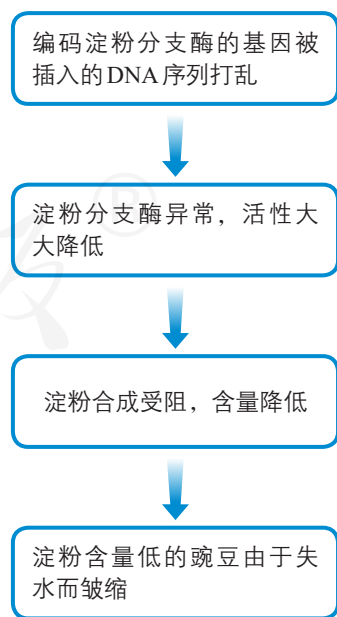 编码淀粉分支酶的基因被
插入的DNA序列打乱
淀粉分支酶异常，活性大
大降低
淀粉合成受阻，含量降低
淀粉含量低的豌豆由于失
水而皱缩